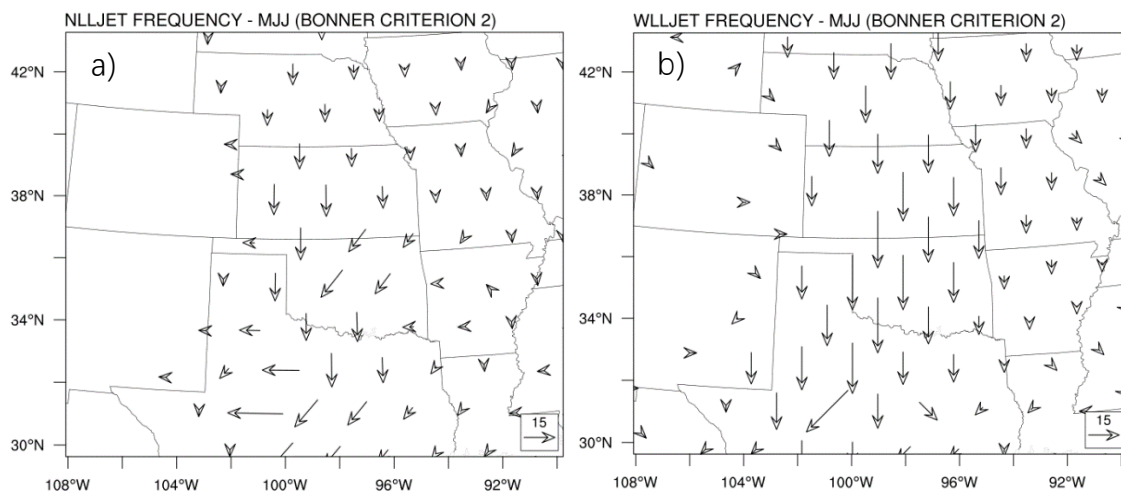 NLLJET FREQUENCY - MJJ (BONNER CRITERION 2)
a)
42°N
38°N
34°N
30°N
15
108°W 104°W 100°W 96°W 92°W
WLLJET FREQUENCY - MJJ (BONNER CRITERION 2)
b)
42°N
38°N
34°N
30°N
15
108°W 104°W 100°W 96°W 92°W